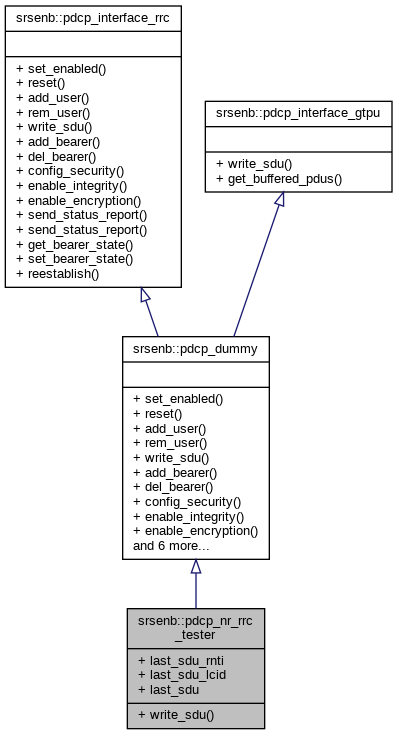 srsenb::pdcp_interface_rrc
+ set_enabled()
+ reset()
+ add_user()
+ rem_user()
+ write_sdu()
+ add_bearer()
+ del_bearer()
+ config_security()
+ enable_integrity()
+ enable_encryption()
+ send_status_report()
+ send_status_report()
+ get_bearer_state()
+ set_bearer_state()
+ reestablish()
srsenb::pdcp_interface_gtpu
+ write_sdu()
+ get_buffered_pdus()
srsenb::pdcp_dummy
+ set_enabled()
+ reset()
+ add_user()
+ rem_user()
+ write_sdu()
+ add_bearer()
+ del_bearer()
+ config_security()
+ enable_integrity()
+ enable_encryption()
and 6 more...
srsenb::pdcp_nr_rrc
_tester
+ last_sdu_rnti
+ last_sdu_lcid
+ last_sdu
+ write_sdu()